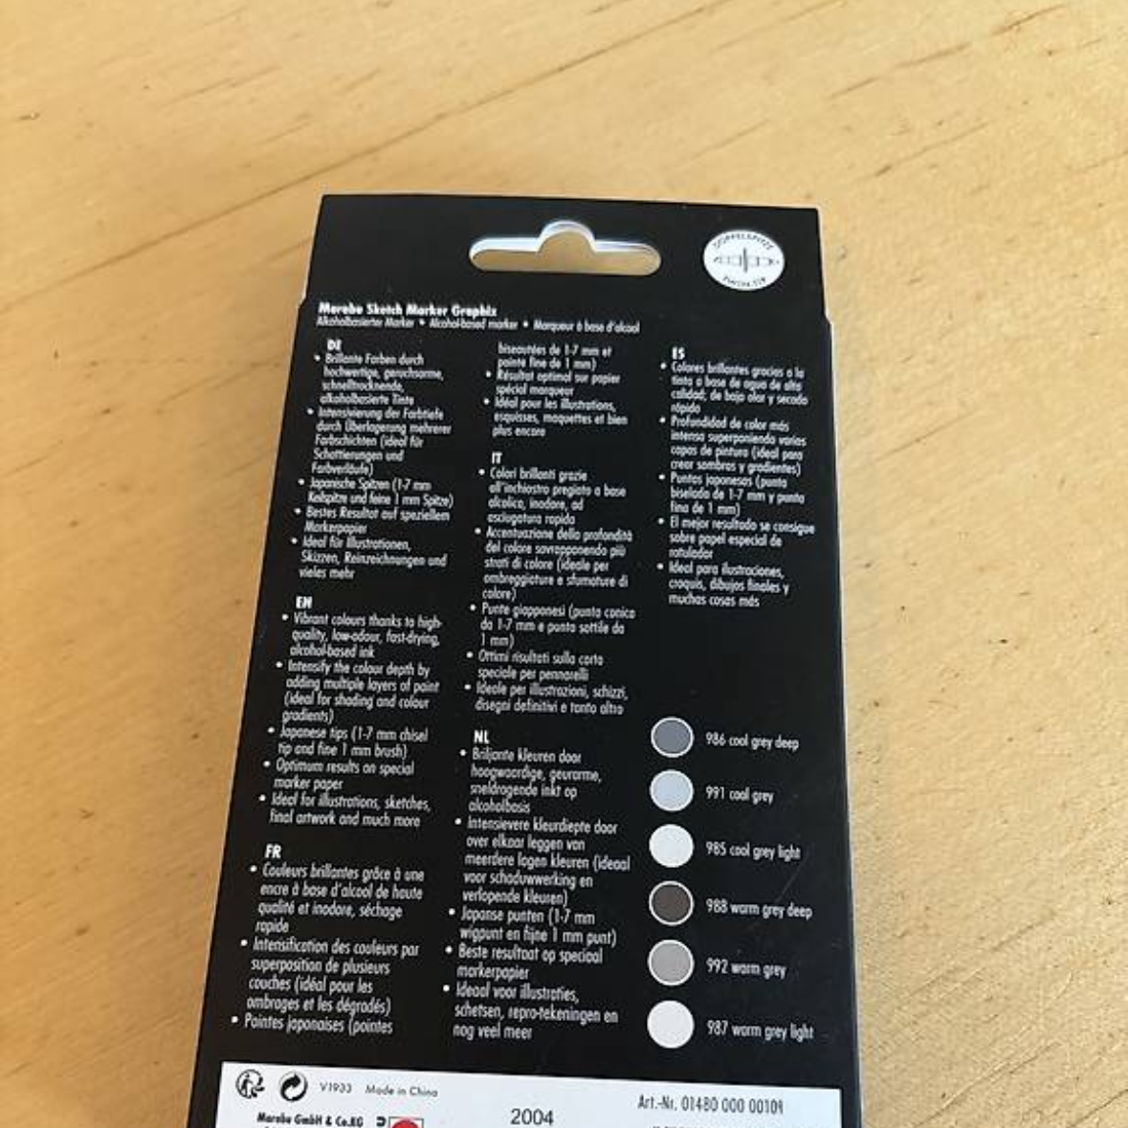 DOPPELSPITZE
Marabu Sketch Marker Graphix
Alkoholbasierter Marker • Alcohol-based marker • Marqueur à base d'alcool
DE
• Brillante Farben durch
hochwertige, geruchsarme,
schnelltrocknende,
alkoholbasierte Tinte
• Intensivierung der Farbtiefe
durch Überlagerung mehrerer
Farbschichten (ideal für
Schattierungen und
Farbverläufe)
• Japanische Spitzen (1-7 mm
Keilspitze und feine 1 mm Spitze)
• Bestes Resultat auf speziellem
Markerpapier
• Ideal für Illustrationen,
Skizzen, Reinzeichnungen und
vieles mehr
EN
• Vibrant colours thanks to high-
quality, low-odour, fast-drying,
alcohol-based ink
• Intensify the colour depth by
adding multiple layers of paint
(ideal for shading and colour
gradients)
• Japanese tips (1-7 mm chisel
tip and fine 1 mm brush)
• Optimum results on special
marker paper
• Ideal for illustrations, sketches,
final artwork and much more
FR
• Couleurs brillantes grâce à une
encre à base d'alcool de haute
qualité et inodore, séchage
rapide
• Intensification des couleurs par
superposition de plusieurs
couches (idéal pour les
ombrages et les dégradés)
• Pointes japonaises (pointes
biseautées de 1-7 mm et
pointe fine de 1 mm)
• Résultat optimal sur papier
spécial marqueur
• Idéal pour les illustrations,
esquisses, maquettes et bien
plus encore
IT
• Colori brillanti grazie
all'inchiostro pregiato a base
alcolica, inodore, ad
asciugatura rapida
• Accentuazione della profondità
del colore sovrapponendo più
strati di colore (ideale per
ombreggiature e sfumature di
colore)
• Punte giapponesi (punta conica
da 1-7 mm e punta sottile da
1 mm)
• Ottimi risultati sulla carta
speciale per pennarelli
• Ideale per illustrazioni, schizzi,
disegni definitivi e tanto altro
NL
• Briljante kleuren door
hoogwaardige, geurarme,
sneldrogende inkt op
alcoholbasis
• Intensievere kleurdiepte door
over elkaar leggen van
meerdere lagen kleuren (ideaal
voor schaduwwerking en
verlopende kleuren)
• Japanse punten (1-7 mm
wigpunt en fijne 1 mm punt)
• Beste resultaat op speciaal
markerpapier
• Ideaal voor illustraties,
schetsen, repro-tekeningen en
nog veel meer
ES
• Colores brillantes gracias a la
tinta a base de agua de alta
calidad, de bajo olor y secado
rápido
• Profundidad de color más
intensa superponiendo varias
capas de pintura (ideal para
crear sombras y gradientes)
• Puntas japonesas (punta
biselada de 1-7 mm y punta
fina de 1 mm)
• El mejor resultado se consigue
sobre papel especial de
rotulador
• Ideal para ilustraciones,
croquis, dibujos finales y
muchas cosas más
986 cool grey deep
991 cool grey
985 cool grey light
988 warm grey deep
992 warm grey
987 warm grey light
V1933 Made in China
Marabu GmbH & Co.KG
2004
Art.-Nr. 01480 000 00109